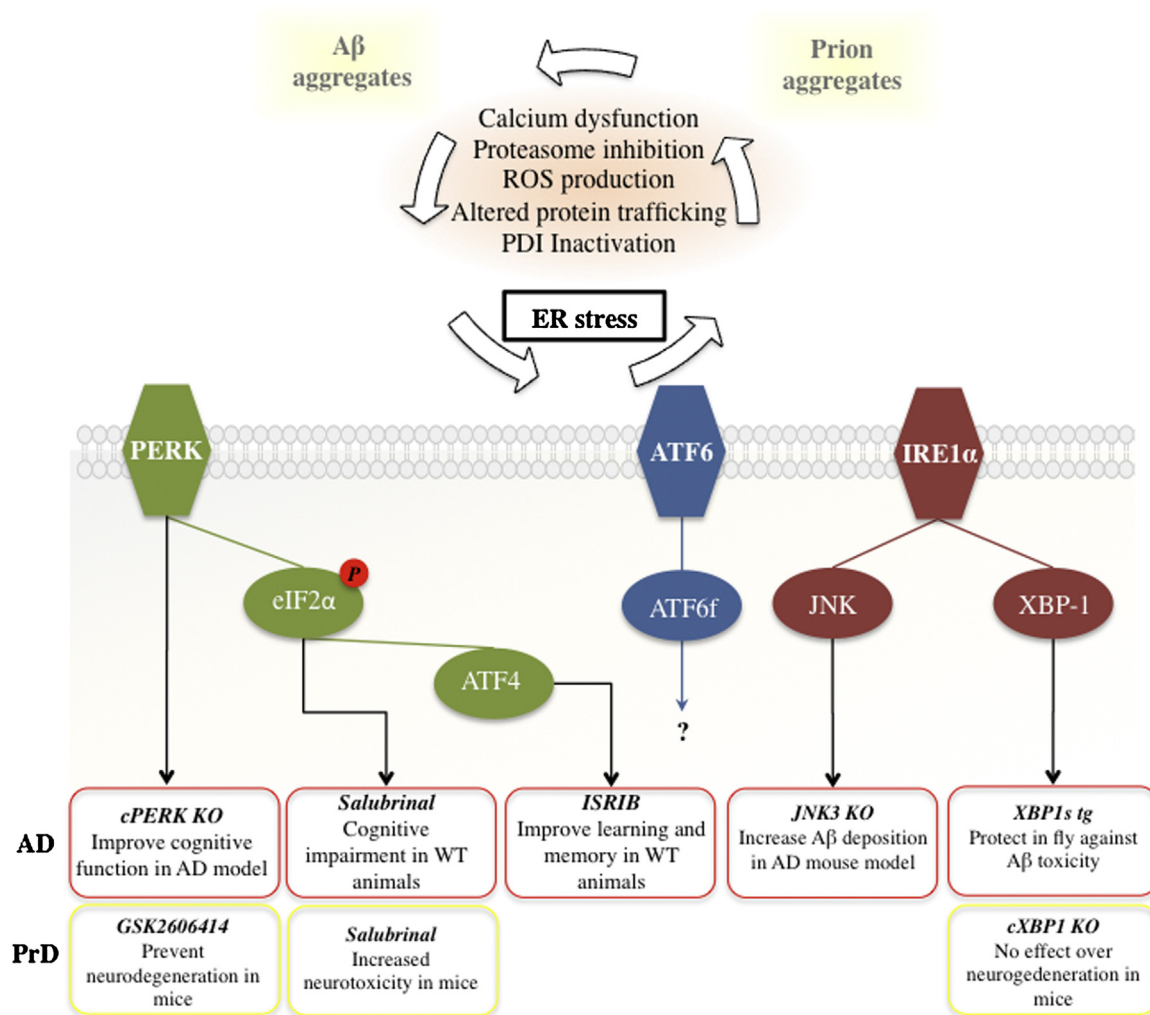 Aβ
aggregates
Prion
aggregates
Calcium dysfunction
Proteasome inhibition
ROS production
Altered protein trafficking
PDI Inactivation
ER stress
PERK
ATF6
IRE1α
eIF2α
P
ATF6f
JNK
XBP-1
ATF4
?
AD
cPERK KO
Improve cognitive
function in AD model
Salubrinal
Cognitive
impairment in WT
animals
ISRIB
Improve learning and
memory in WT
animals
JNK3 KO
Increase Aβ deposition
in AD mouse model
XBP1s tg
Protect in fly against
Aβ toxicity
PrD
GSK2606414
Prevent
neurodegeneration in
mice
Salubrinal
Increased
neurotoxicity in mice
cXBP1 KO
No effect over
neurogedeneration in
mice